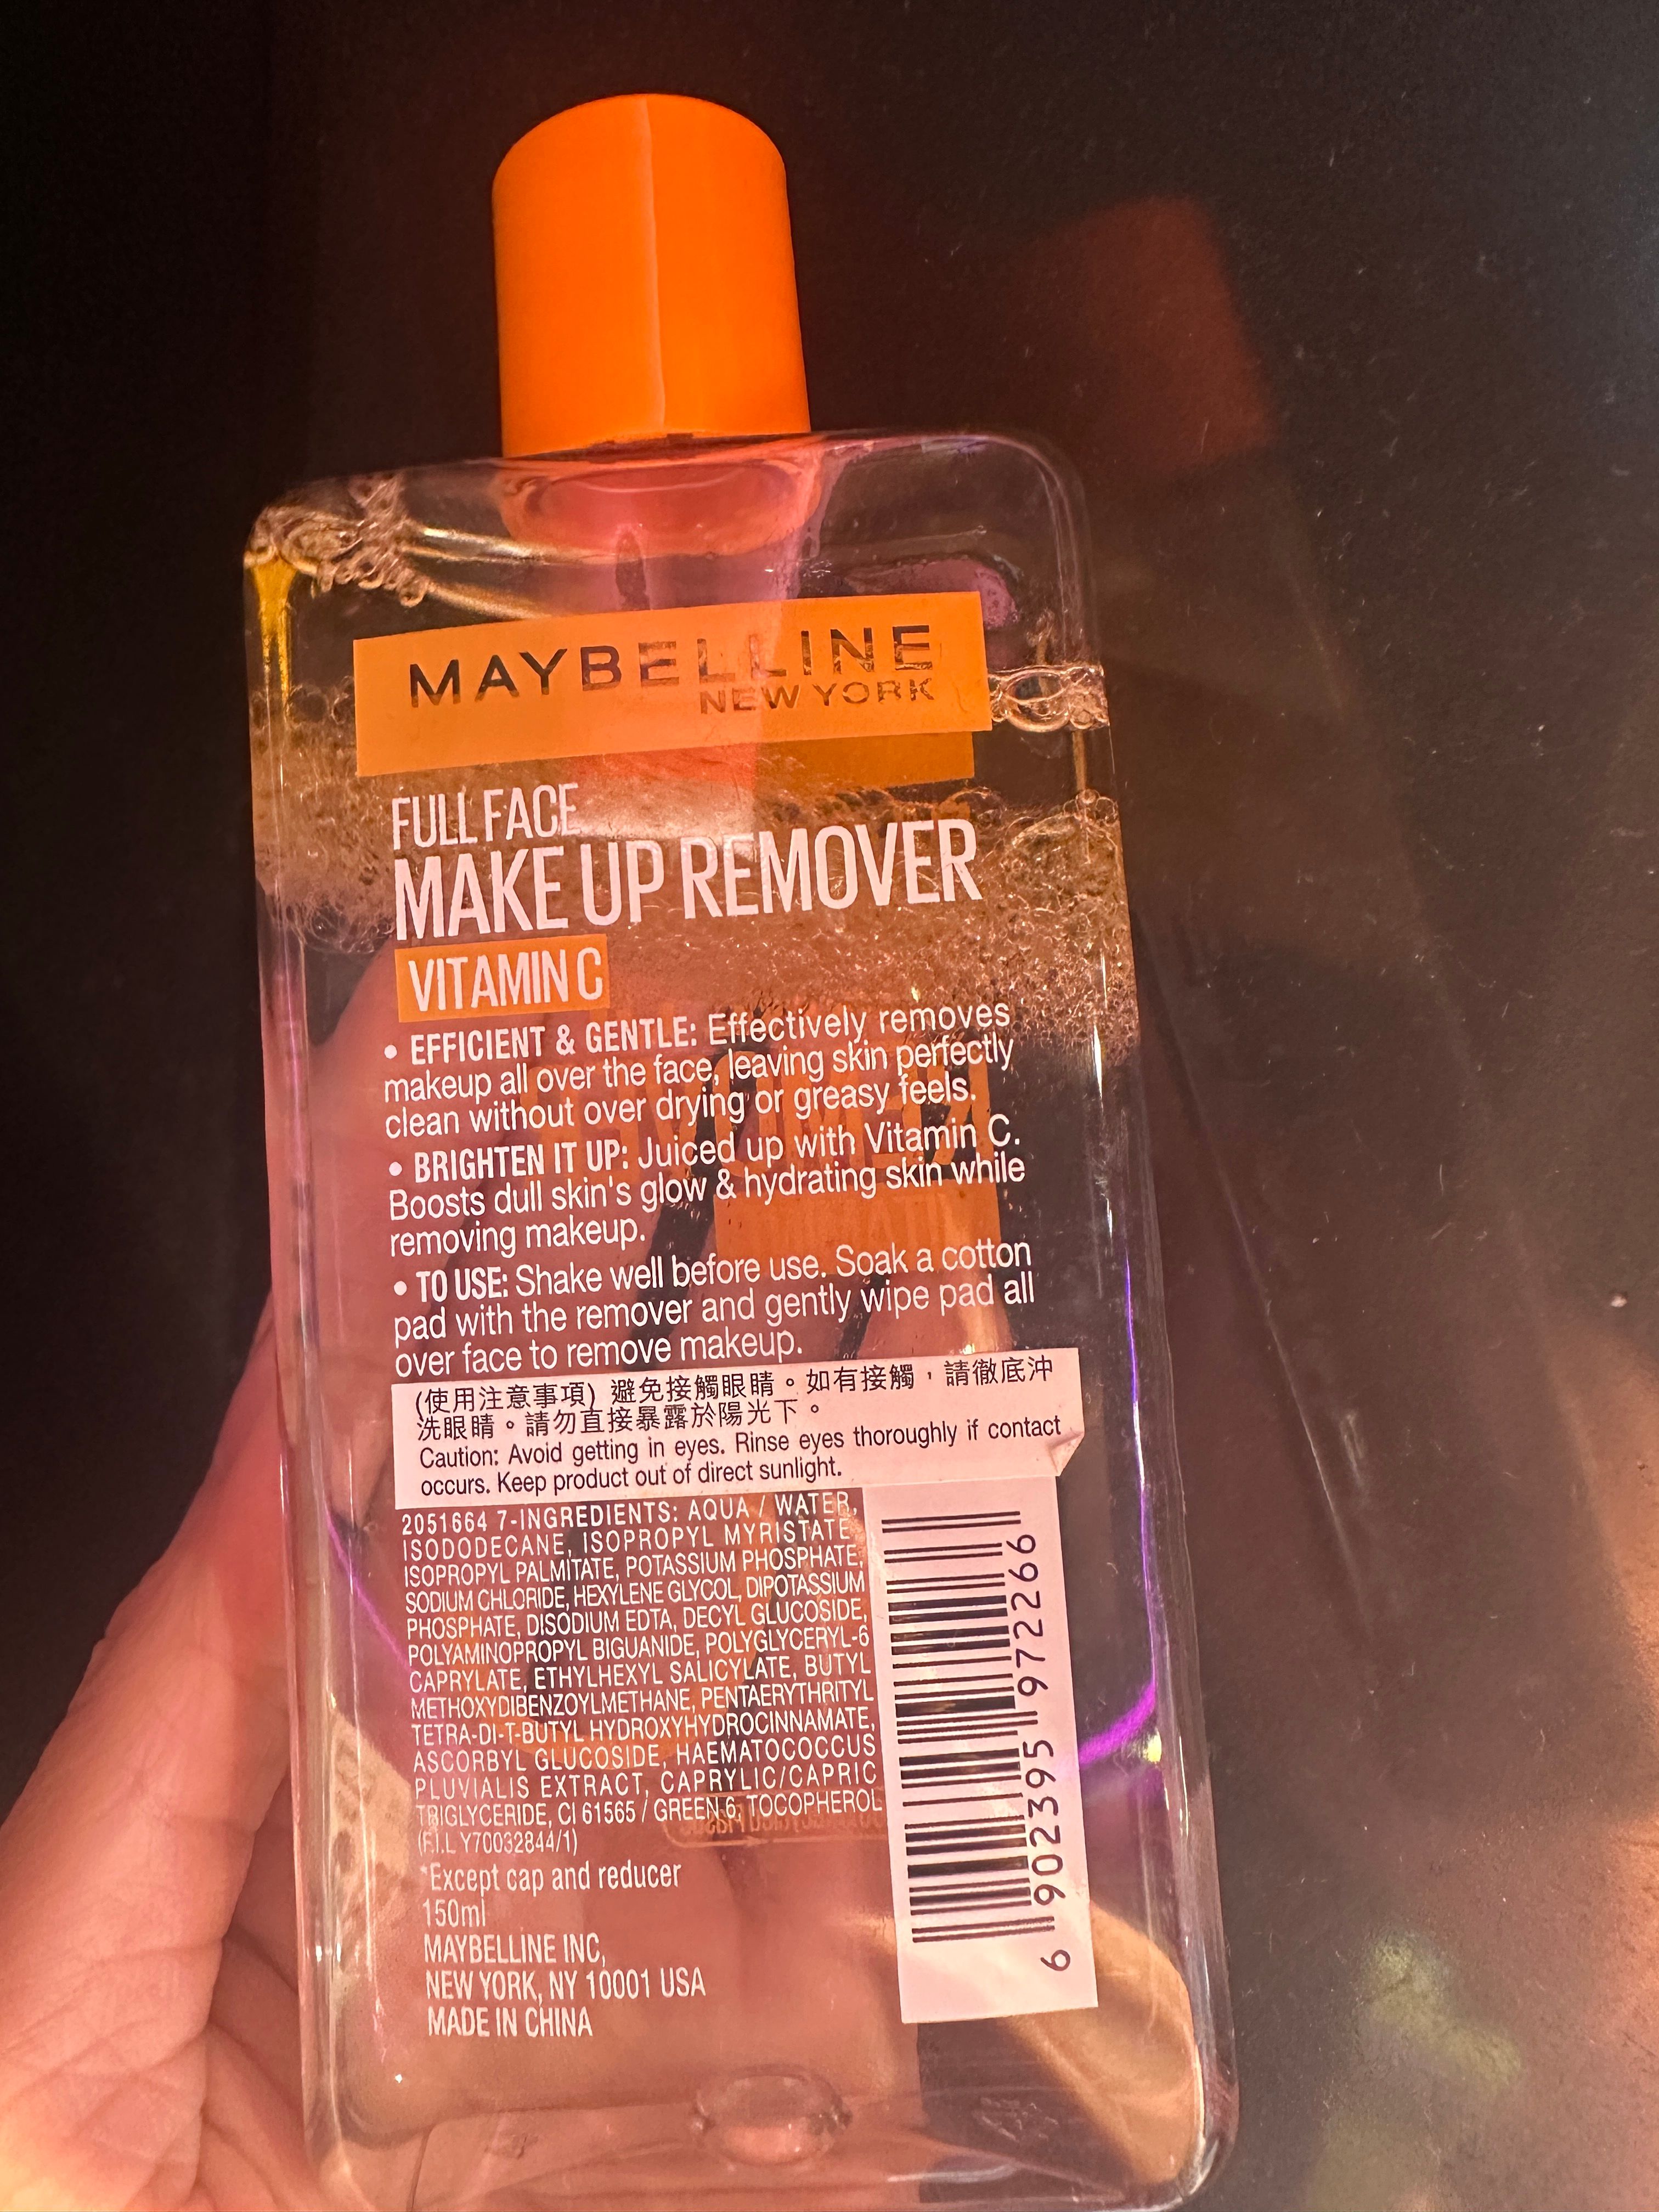 MAYBELLINE
NEW YORK
FULL FACE
MAKE UP REMOVER
VITAMIN C
• EFFICIENT & GENTLE: Effectively removes
makeup all over the face, leaving skin perfectly
clean without over drying or greasy feels.
• BRIGHTEN IT UP: Juiced up with Vitamin C.
Boosts dull skin's glow & hydrating skin while
removing makeup.
• TO USE: Shake well before use. Soak a cotton
pad with the remover and gently wipe pad all
over face to remove makeup.
(使用注意事項) 避免接觸眼睛。如有接觸，請徹底沖
洗眼睛。請勿直接暴露於陽光下。
Caution: Avoid getting in eyes. Rinse eyes thoroughly if contact
occurs. Keep product out of direct sunlight.
2051664 7-INGREDIENTS: AQUA / WATER,
ISODODECANE, ISOPROPYL MYRISTATE,
ISOPROPYL PALMITATE, POTASSIUM PHOSPHATE,
SODIUM CHLORIDE, HEXYLENE GLYCOL, DIPOTASSIUM
PHOSPHATE, DISODIUM EDTA, DECYL GLUCOSIDE,
POLYAMINOPROPYL BIGUANIDE, POLYGLYCERYL-6
CAPRYLATE, ETHYLHEXYL SALICYLATE, BUTYL
METHOXYDIBENZOYLMETHANE, PENTAERYTHRITYL
TETRA-DI-T-BUTYL HYDROXYHYDROCINNAMATE,
ASCORBYL GLUCOSIDE, HAEMATOCOCCUS
PLUVIALIS EXTRACT, CAPRYLIC/CAPRIC
TRIGLYCERIDE, CI 61565 / GREEN 6, TOCOPHEROL
(F.I.L Y70032844/1)
*Except cap and reducer
150ml
MAYBELLINE INC,
NEW YORK, NY 10001 USA
MADE IN CHINA
6 902395 972266